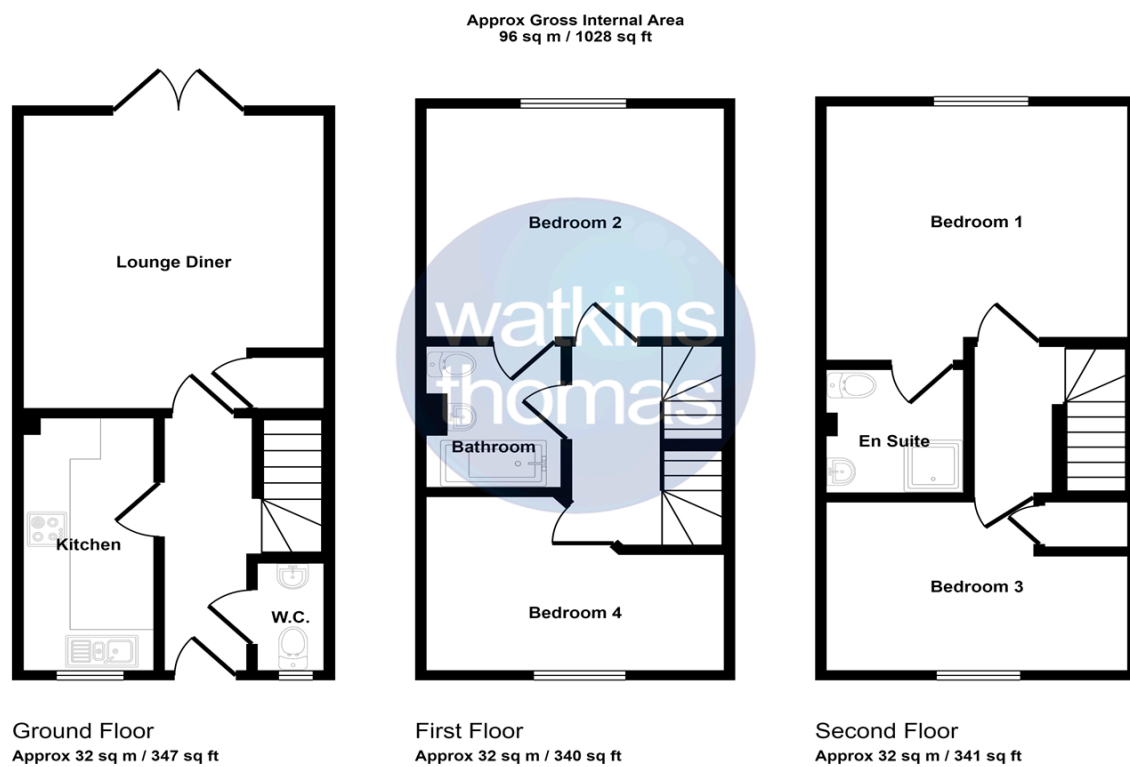 Approx Gross Internal Area
96 sq m / 1028 sq ft
Lounge Diner
Kitchen
W.C.
Bedroom 2
watkins
thomas
Bathroom
Bedroom 4
Bedroom 1
En Suite
Bedroom 3
Ground Floor
Approx 32 sq m / 347 sq ft
First Floor
Approx 32 sq m / 340 sq ft
Second Floor
Approx 32 sq m / 341 sq ft